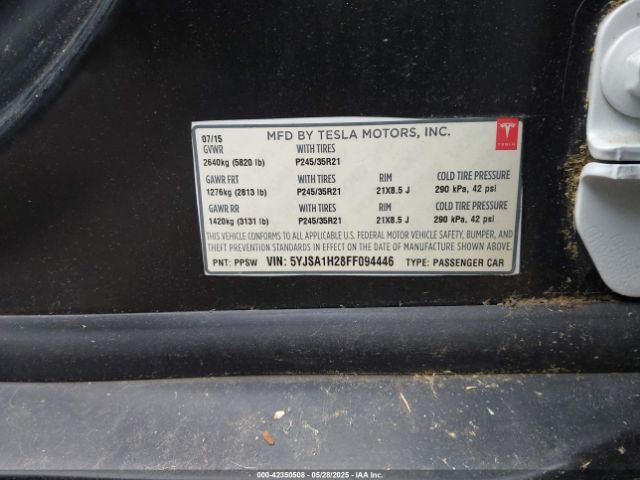 07/15 MFD BY TESLA MOTORS, INC.
TESLA
GVWR WITH TIRES
2640kg (5820 lb) P245/35R21
GAWR FRT WITH TIRES RIM COLD TIRE PRESSURE
1276kg (2813 lb) P245/35R21 21X8.5 J 290 kPa, 42 psi
GAWR RR WITH TIRES RIM COLD TIRE PRESSURE
1420kg (3131 lb) P245/35R21 21X8.5 J 290 kPa, 42 psi
THIS VEHICLE CONFORMS TO ALL APPLICABLE U.S. FEDERAL MOTOR VEHICLE SAFETY, BUMPER, AND
THEFT PREVENTION STANDARDS IN EFFECT ON THE DATE OF MANUFACTURE SHOWN ABOVE.
PNT: PPSW VIN: 5YJSA1H28FF094446 TYPE: PASSENGER CAR
000-42350508 - 05/28/2025 - IAAI.COM